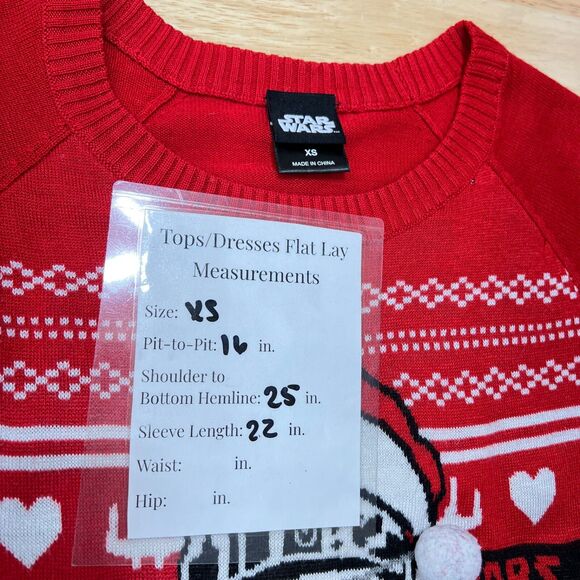 STAR
WARS
XS
MADE IN CHINA
Tops/Dresses Flat Lay
Measurements
Size: XS
Pit-to-Pit: 16 in.
Shoulder to
Bottom Hemline: 25 in.
Sleeve Length: 22 in.
Waist: in.
Hip: in.